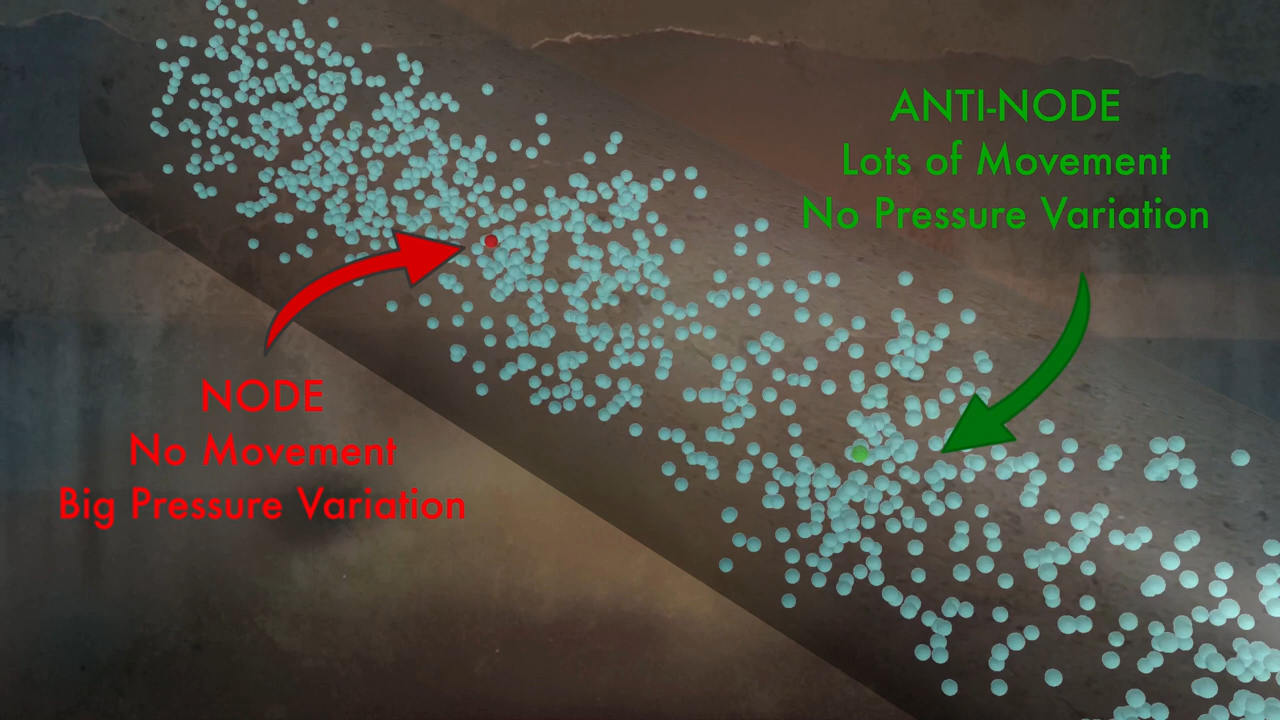 ANTI-NODE
Lots of Movement
No Pressure Variation
NODE
No Movement
Big Pressure Variation